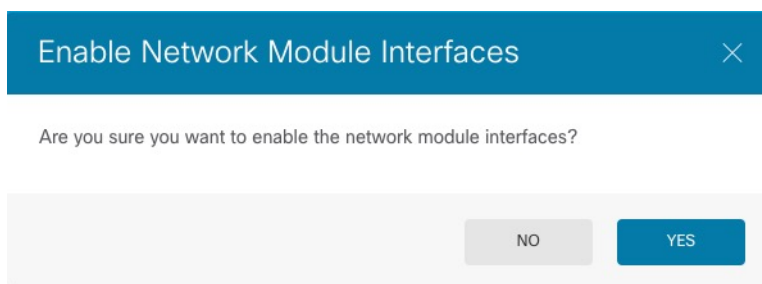 Enable Network Module Interfaces
Are you sure you want to enable the network module interfaces?
NO
YES